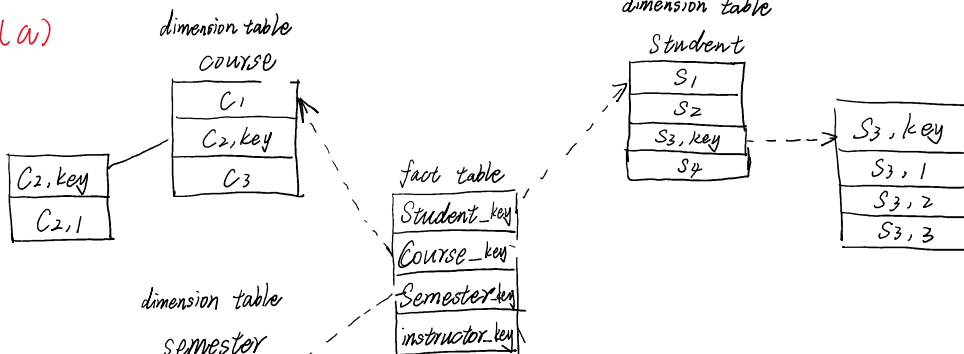 (a)
dimension table
course
C1
C2,key
C3
C2,key
C2,1
dimension table
Student
S1
S2
S3,key
S4
S3,key
S3,1
S3,2
S3,3
fact table
Student_key
Course_key
Semester_key
instructor_key
dimension table
semester